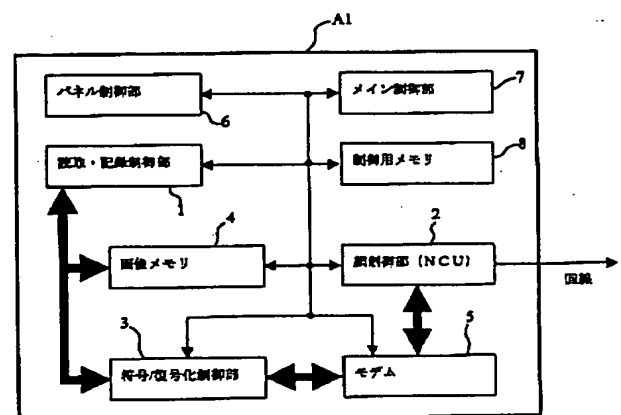 A1
パネル制御部
6
メイン制御部
7
読取・記録制御部
1
制御用メモリ
8
画像メモリ
4
網制御部 (NCU)
2
回線
符号/復号化制御部
3
モデム
5